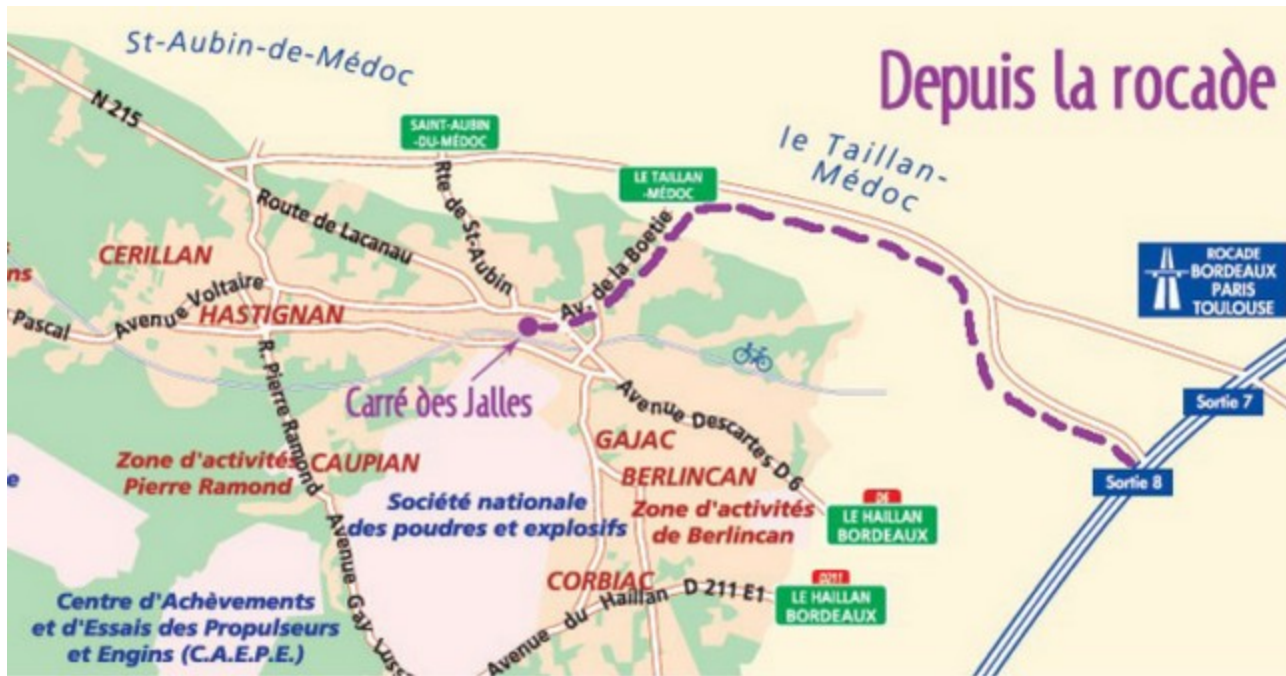 St-Aubin-de-Médoc
Depuis la rocade
N 215
SAINT-AUBIN
-DU-MÉDOC
le Taillan-
Médoc
LE TAILLAN
-MÉDOC
Rte de St-Aubin
Route de Lacanau
Av. de la Boetie
CERILLAN
ROCADE
BORDEAUX
PARIS
TOULOUSE
ns
Avenue Voltaire
HASTIGNAN
Pascal
R. Pierre Ramond
Carré des Jalles
Avenue Descartes D 6
Sortie 7
GAJAC
Zone d'activités
Pierre Ramond
CAUPIAN
BERLINCAN
Sortie 8
Société nationale
des poudres et explosifs
Zone d'activités
de Berlincan
e
D6
LE HAILLAN
BORDEAUX
Avenue Gay Luss
CORBIAC
Avenue du Haillan D 211 E1
D211
LE HAILLAN
BORDEAUX
Centre d'Achèvements
et d'Essais des Propulseurs
et Engins (C.A.E.P.E.)